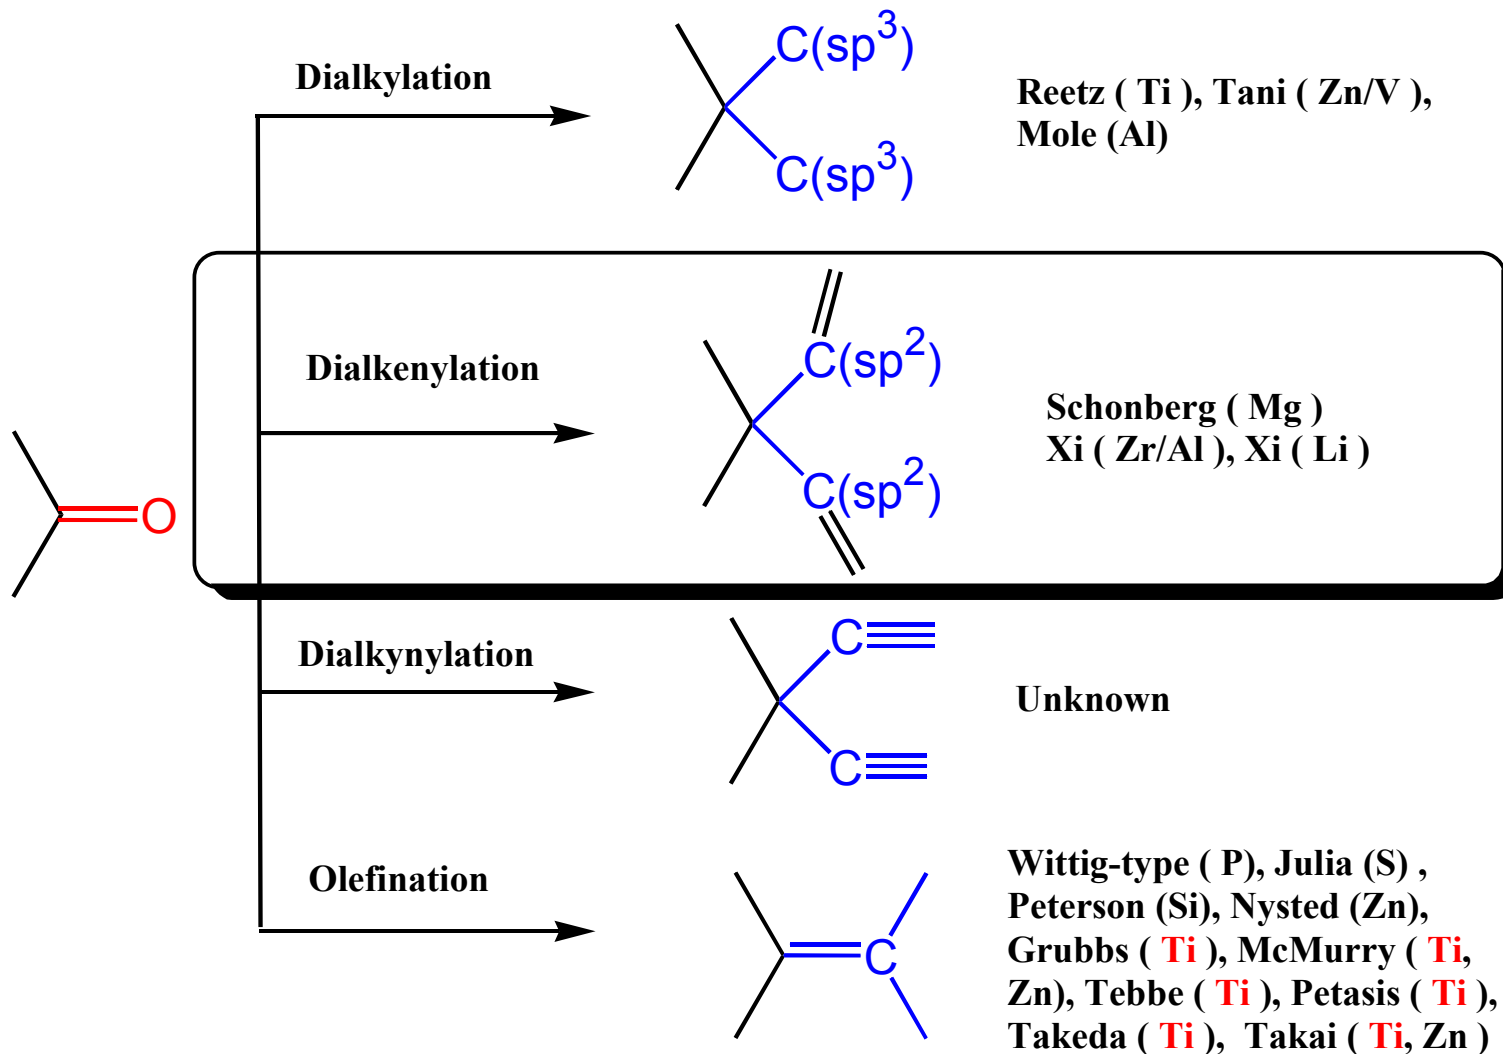 Dialkylation
C(sp³)
C(sp³)
Reetz ( Ti ), Tani ( Zn/V ),
Mole (Al)
Dialkenylation
C(sp²)
C(sp²)
Schonberg ( Mg )
Xi ( Zr/Al ), Xi ( Li )
O
Dialkynylation
C
C
Unknown
Olefination
C
Wittig-type ( P), Julia (S) ,
Peterson (Si), Nysted (Zn),
Grubbs ( Ti ), McMurry ( Ti,
Zn), Tebbe ( Ti ), Petasis ( Ti ),
Takeda ( Ti ), Takai ( Ti, Zn )